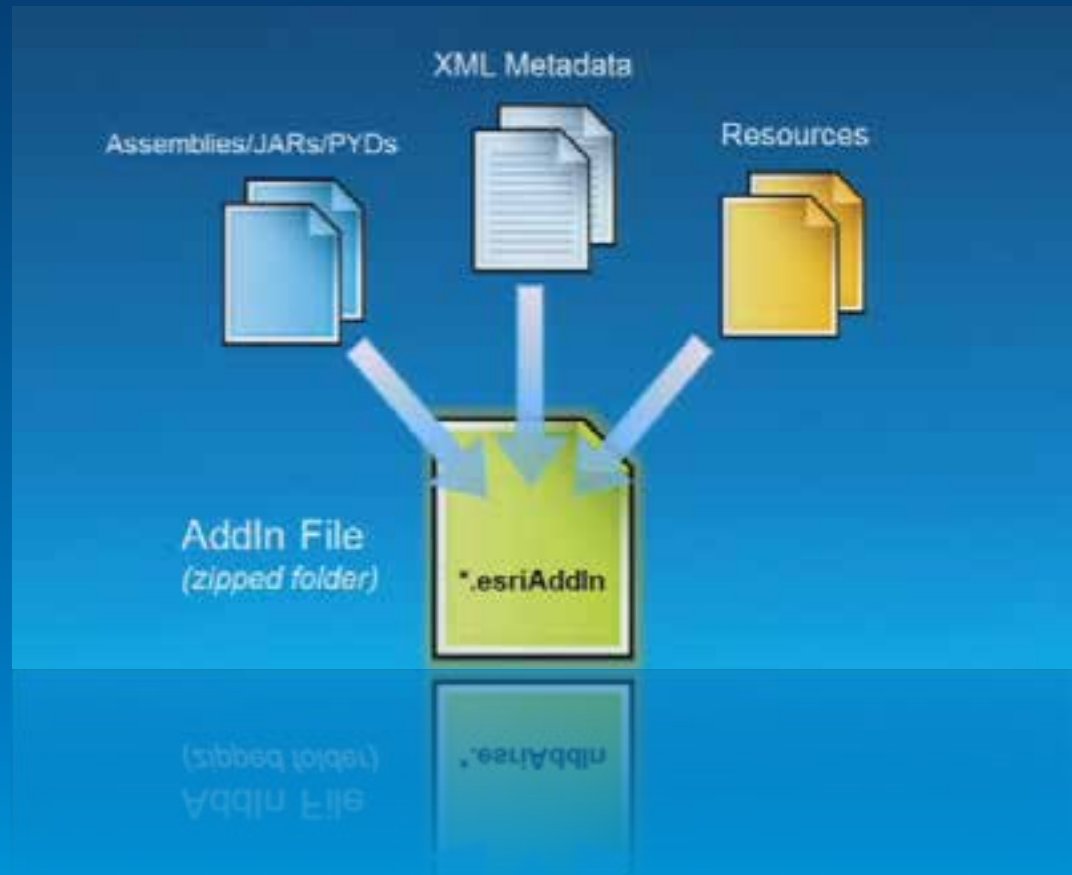 XML Metadata
Assemblies/JARs/PYDs
Resources
AddIn File
(zipped folder)
*.esriAddIn